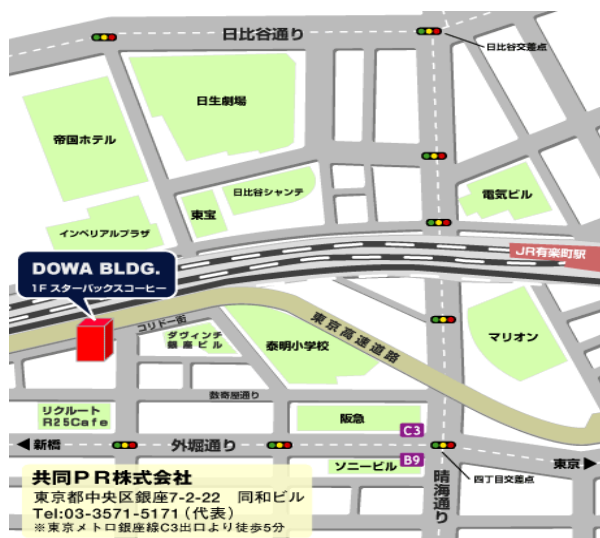 日比谷通り
日比谷交差点
日生劇場
帝国ホテル
日比谷シャンテ
東宝
電気ビル
インペリアルプラザ
JR有楽町駅
DOWA BLDG.
1F スターバックスコーヒー
コリドー街
ダヴィンチ
銀座ビル
泰明小学校
東京高速道路
マリオン
数寄屋通り
リクルート
R25Cafe
阪急
C3
新橋
外堀通り
ソニービル
B9
晴海通り
四丁目交差点
東京
共同PR株式会社
東京都中央区銀座7-2-22 同和ビル
Tel:03-3571-5171(代表)
※東京メトロ銀座線C3出口より徒歩5分